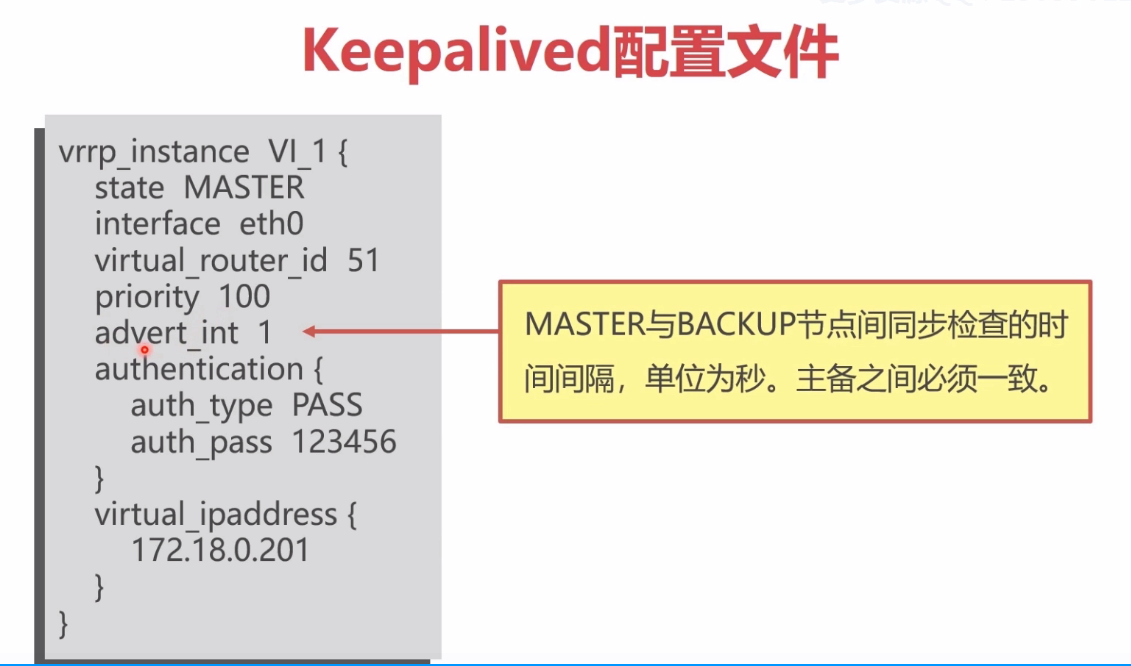 Keepalived配置文件
vrrp_instance VI_1 {
state MASTER
interface eth0
virtual_router_id 51
priority 100
advert_int 1
authentication {
auth_type PASS
auth_pass 123456
}
virtual_ipaddress {
172.18.0.201
}
}
MASTER与BACKUP节点间同步检查的时
间间隔，单位为秒。主备之间必须一致。